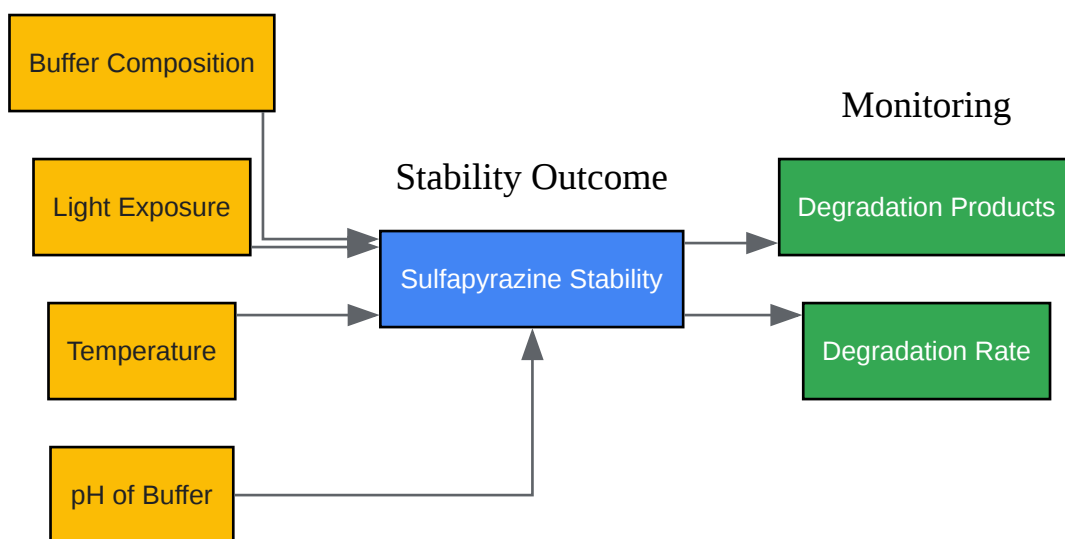 Buffer Composition
Monitoring
Light Exposure
Stability Outcome
Degradation Products
Sulfapyrazine Stability
Temperature
Degradation Rate
pH of Buffer